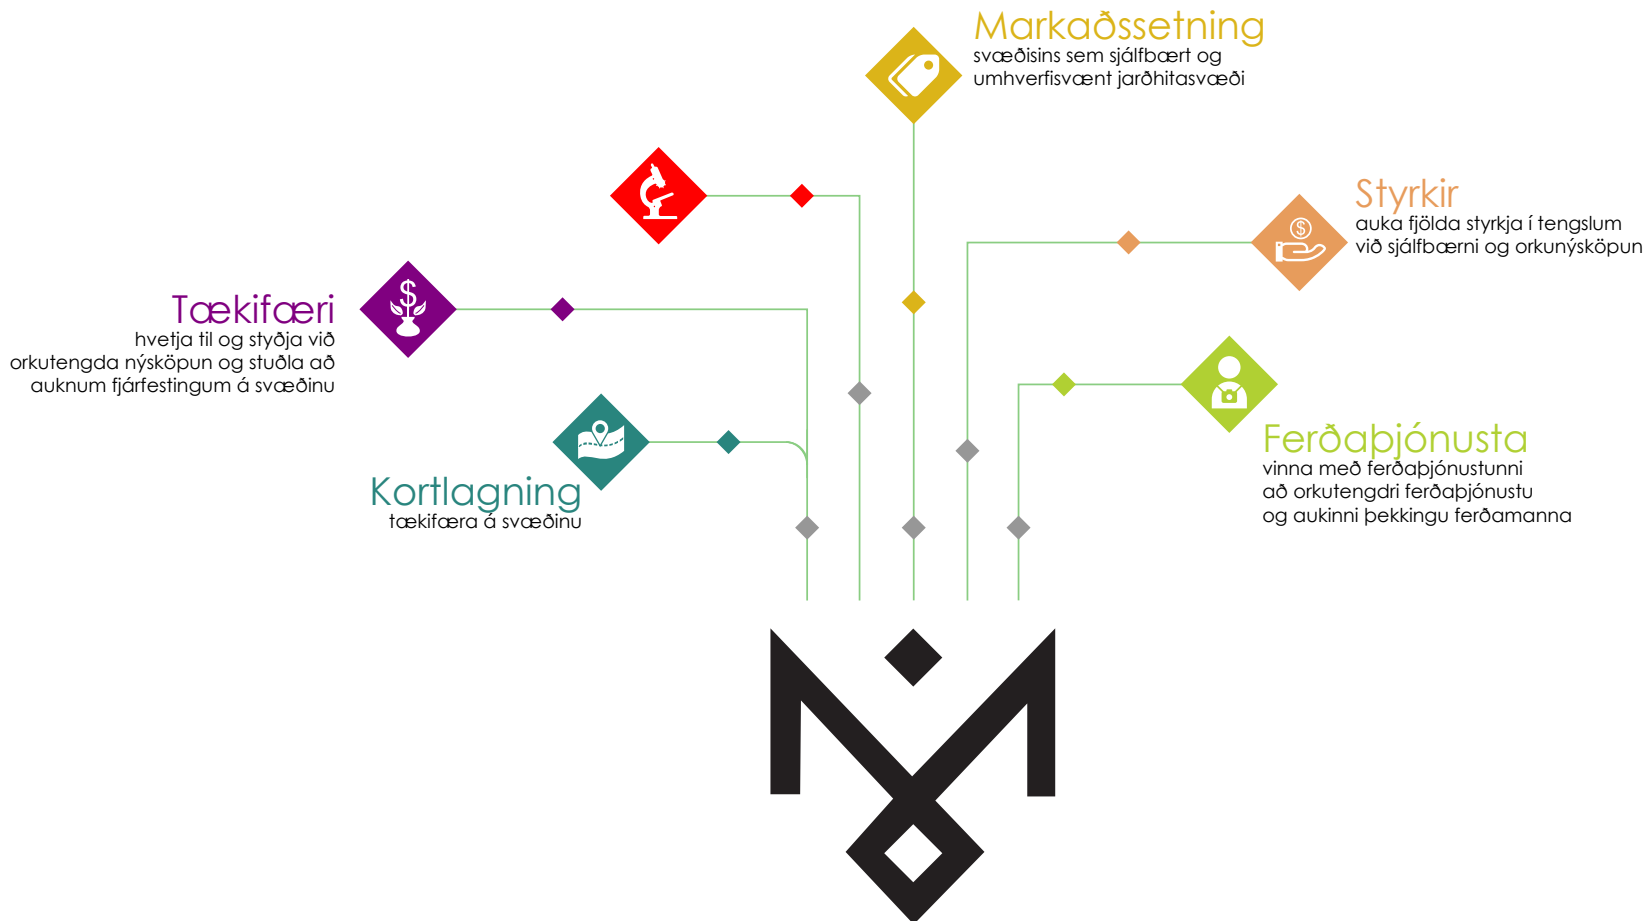 Markaðssetning
svæðisins sem sjálfbært og
umhverfisvænt jarðhitasvæði
Styrkir
auka fjölda styrkja í tengslum
við sjálfbærni og orkunýsköpun
Tækifæri
hvetja til og styðja við
orkutengda nýsköpun og stuðla að
auknum fjárfestingum á svæðinu
Ferðaþjónusta
vinna með ferðaþjónustunni
að orkutengdri ferðaþjónustu
og aukinni þekkingu ferðamanna
Kortlagning
tækifæra á svæðinu